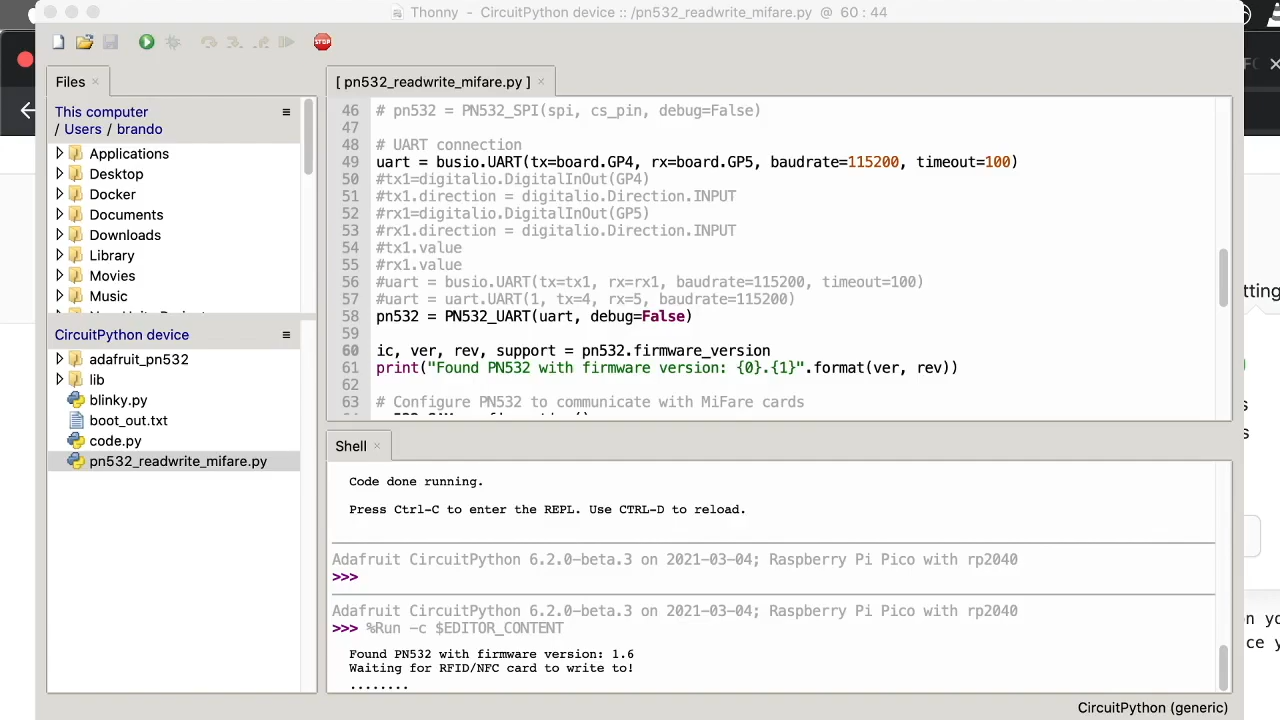 Thonny - CircuitPython device :: /pn532_readwrite_mifare.py @ 60 : 44
STOP
Files ×
This computer ≡
/ Users / brando
Applications
Desktop
Docker
Documents
Downloads
Library
Movies
Music
CircuitPython device ≡
adafruit_pn532
lib
blinky.py
boot_out.txt
code.py
pn532_readwrite_mifare.py
[ pn532_readwrite_mifare.py ] ×
46 # pn532 = PN532_SPI(spi, cs_pin, debug=False)
47
48 # UART connection
49 uart = busio.UART(tx=board.GP4, rx=board.GP5, baudrate=115200, timeout=100)
50 #tx1=digitalio.DigitalInOut(GP4)
51 #tx1.direction = digitalio.Direction.INPUT
52 #rx1=digitalio.DigitalInOut(GP5)
53 #rx1.direction = digitalio.Direction.INPUT
54 #tx1.value
55 #rx1.value
56 #uart = busio.UART(tx=tx1, rx=rx1, baudrate=115200, timeout=100)
57 #uart = uart.UART(1, tx=4, rx=5, baudrate=115200)
58 pn532 = PN532_UART(uart, debug=False)
59
60 ic, ver, rev, support = pn532.firmware_version
61 print("Found PN532 with firmware version: {0}.{1}".format(ver, rev))
62
63 # Configure PN532 to communicate with MiFare cards
Shell ×
Code done running.
Press Ctrl-C to enter the REPL. Use CTRL-D to reload.
Adafruit CircuitPython 6.2.0-beta.3 on 2021-03-04; Raspberry Pi Pico with rp2040
>>>
Adafruit CircuitPython 6.2.0-beta.3 on 2021-03-04; Raspberry Pi Pico with rp2040
>>> %Run -c $EDITOR_CONTENT
Found PN532 with firmware version: 1.6
Waiting for RFID/NFC card to write to!
........
CircuitPython (generic)